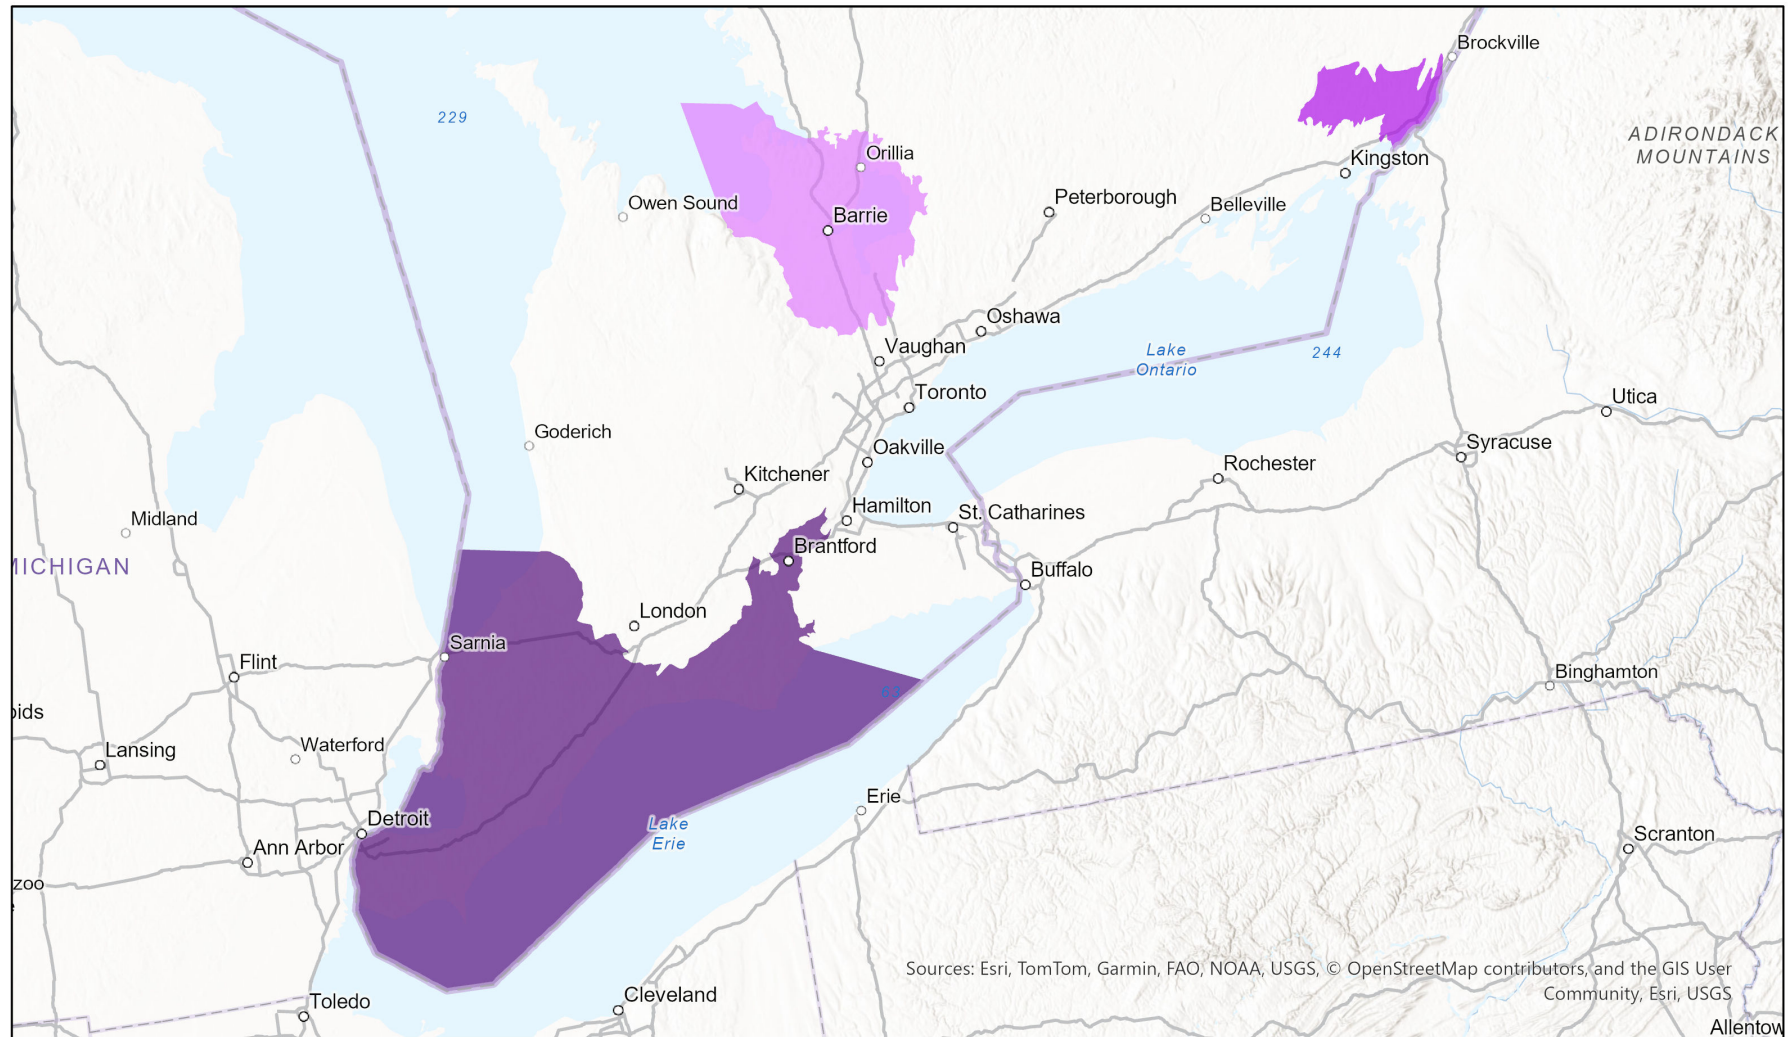 Brockville
229
ADIRONDACK
MOUNTAINS
Orillia
Kingston
Owen Sound
Peterborough
Belleville
Barrie
Oshawa
Vaughan
Lake
Ontario
244
Toronto
Utica
Goderich
Oakville
Syracuse
Kitchener
Rochester
Hamilton
St. Catharines
Midland
Brantford
MICHIGAN
Buffalo
London
Sarnia
Flint
Binghamton
63
ids
Lansing
Waterford
Erie
Detroit
Lake
Erie
Scranton
Ann Arbor
zoo
Sources: Esri, TomTom, Garmin, FAO, NOAA, USGS, © OpenStreetMap contributors, and the GIS User
Community, Esri, USGS
Toledo
Cleveland
Allentow